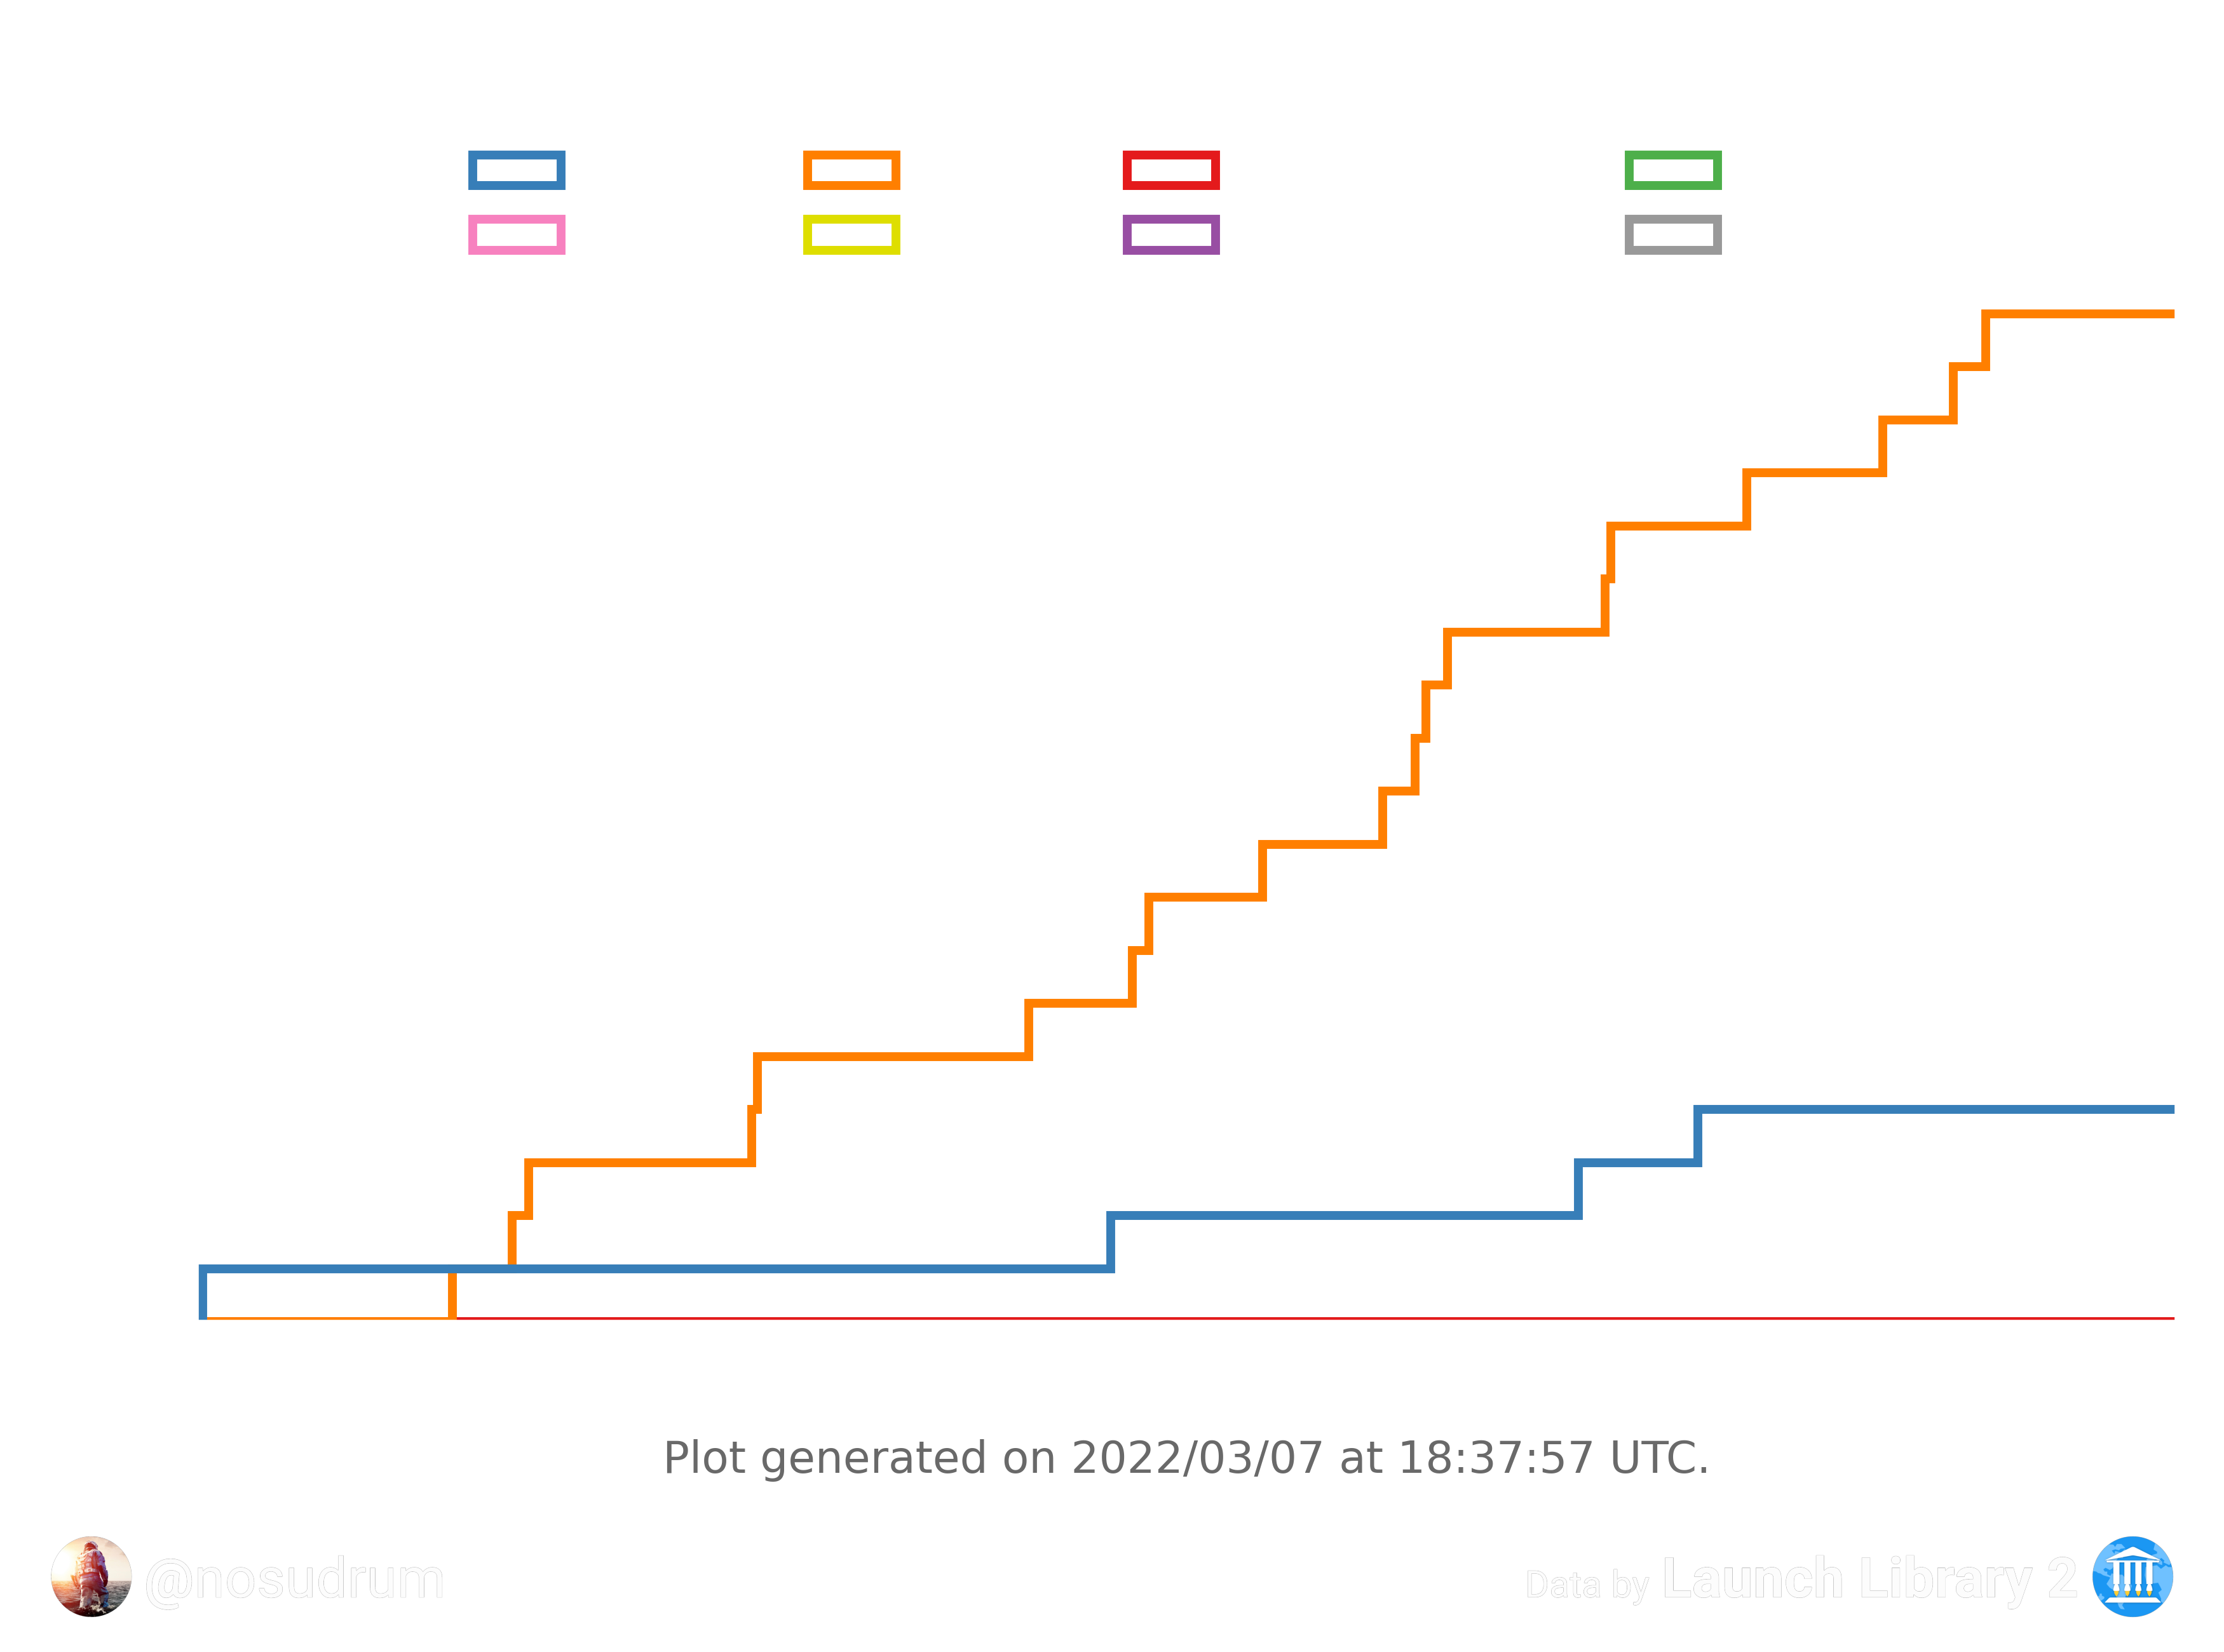 Plot generated on 2022/03/07 at 18:37:57 UTC.
@nosudrum
Data by Launch Library 2